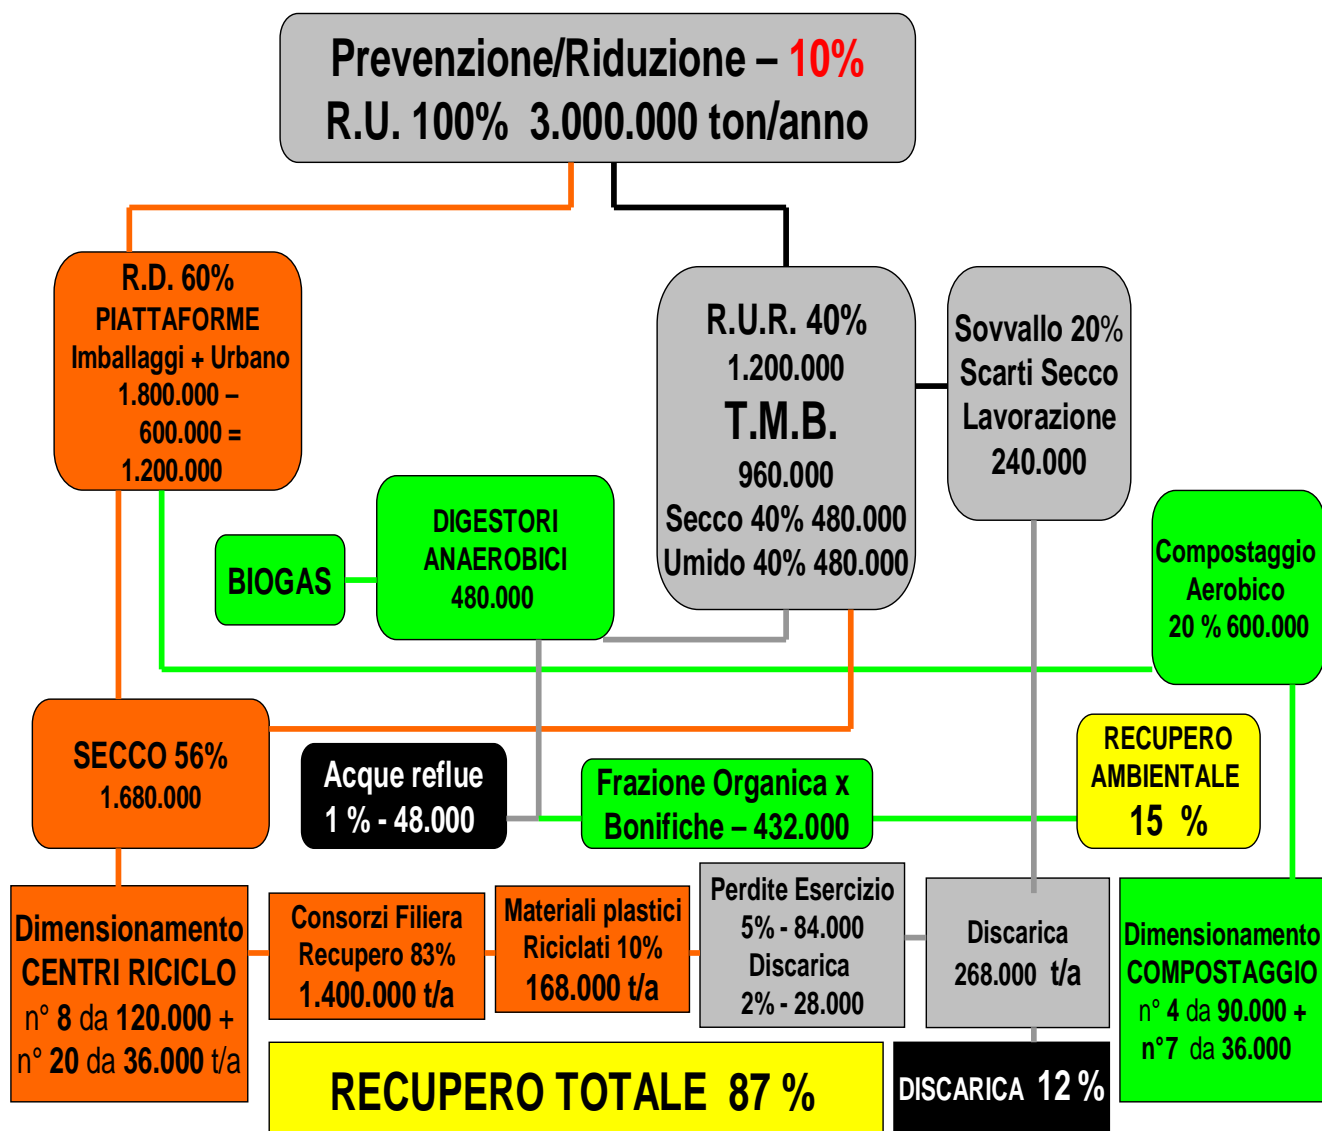 Prevenzione/Riduzione – 10%
R.U. 100% 3.000.000 ton/anno
R.D. 60%
PIATTAFORME
Imballaggi + Urbano
1.800.000 –
600.000 =
1.200.000
R.U.R. 40%
1.200.000
T.M.B.
960.000
Secco 40% 480.000
Umido 40% 480.000
Sovvallo 20%
Scarti Secco
Lavorazione
240.000
BIOGAS
DIGESTORI
ANAEROBICI
480.000
Compostaggio
Aerobico
20 % 600.000
SECCO 56%
1.680.000
Acque reflue
1 % - 48.000
Frazione Organica x
Bonifiche – 432.000
RECUPERO
AMBIENTALE
15 %
Dimensionamento
CENTRI RICICLO
n° 8 da 120.000 +
n° 20 da 36.000 t/a
Consorzi Filiera
Recupero 83%
1.400.000 t/a
Materiali plastici
Riciclati 10%
168.000 t/a
Perdite Esercizio
5% - 84.000
Discarica
2% - 28.000
Discarica
268.000 t/a
Dimensionamento
COMPOSTAGGIO
n° 4 da 90.000 +
n°7 da 36.000
RECUPERO TOTALE 87 %
DISCARICA 12 %